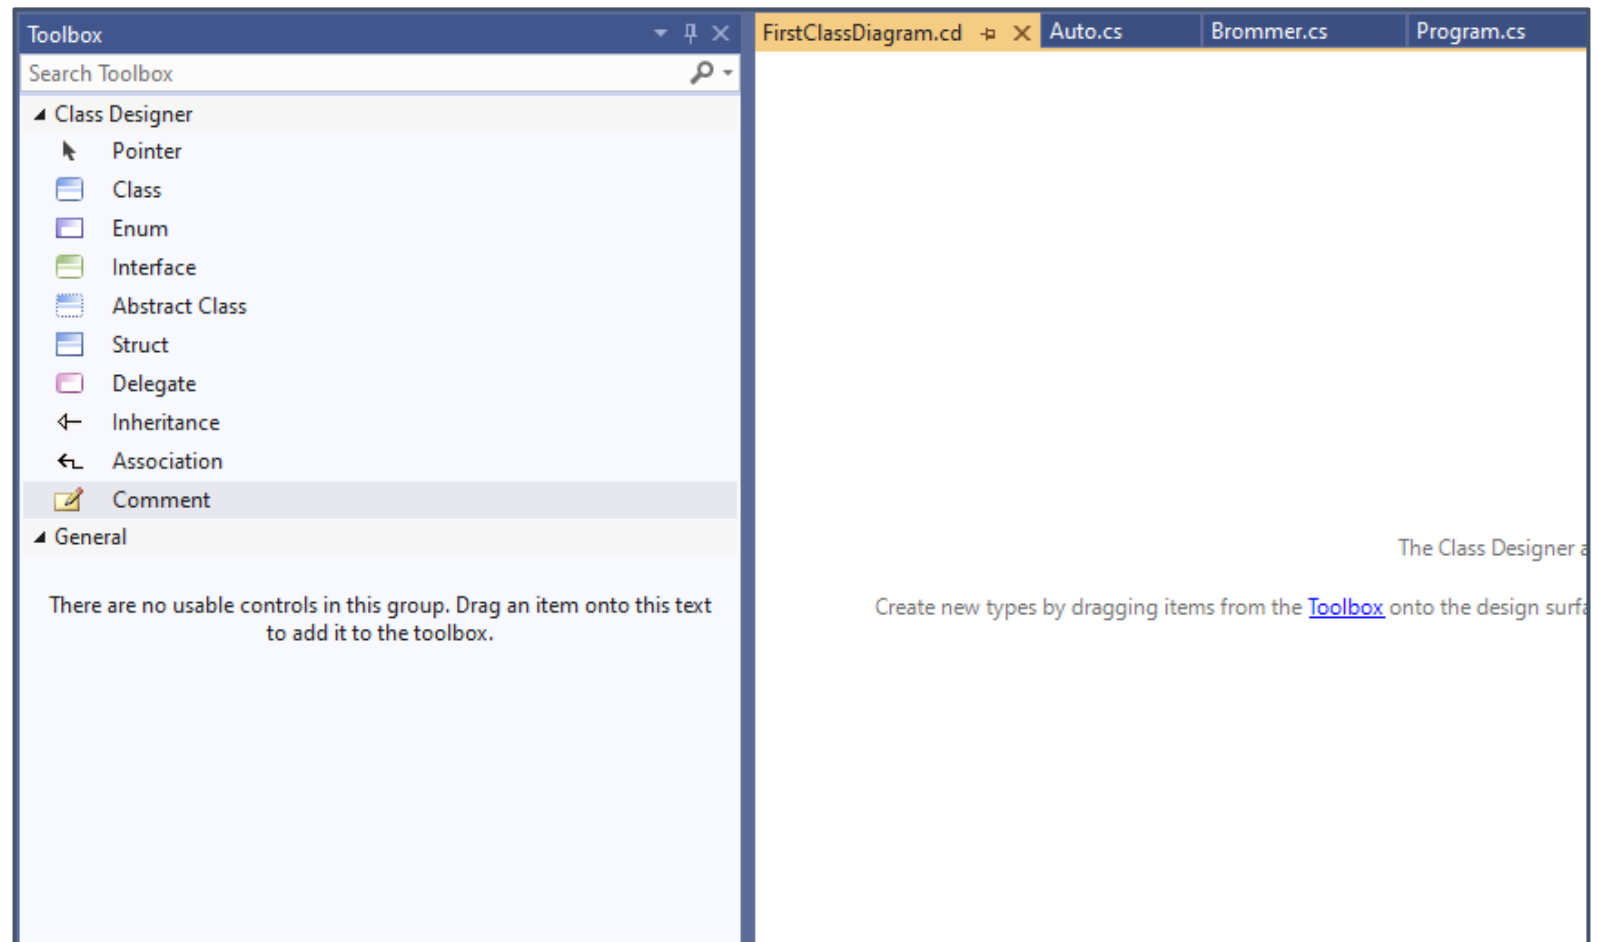 Toolbox
Search Toolbox
Class Designer
Pointer
Class
Enum
Interface
Abstract Class
Struct
Delegate
Inheritance
Association
Comment
General
There are no usable controls in this group. Drag an item onto this text
to add it to the toolbox.
FirstClassDiagram.cd
Auto.cs
Brommer.cs
Program.cs
The Class Designer
Create new types by dragging items from the Toolbox onto the design